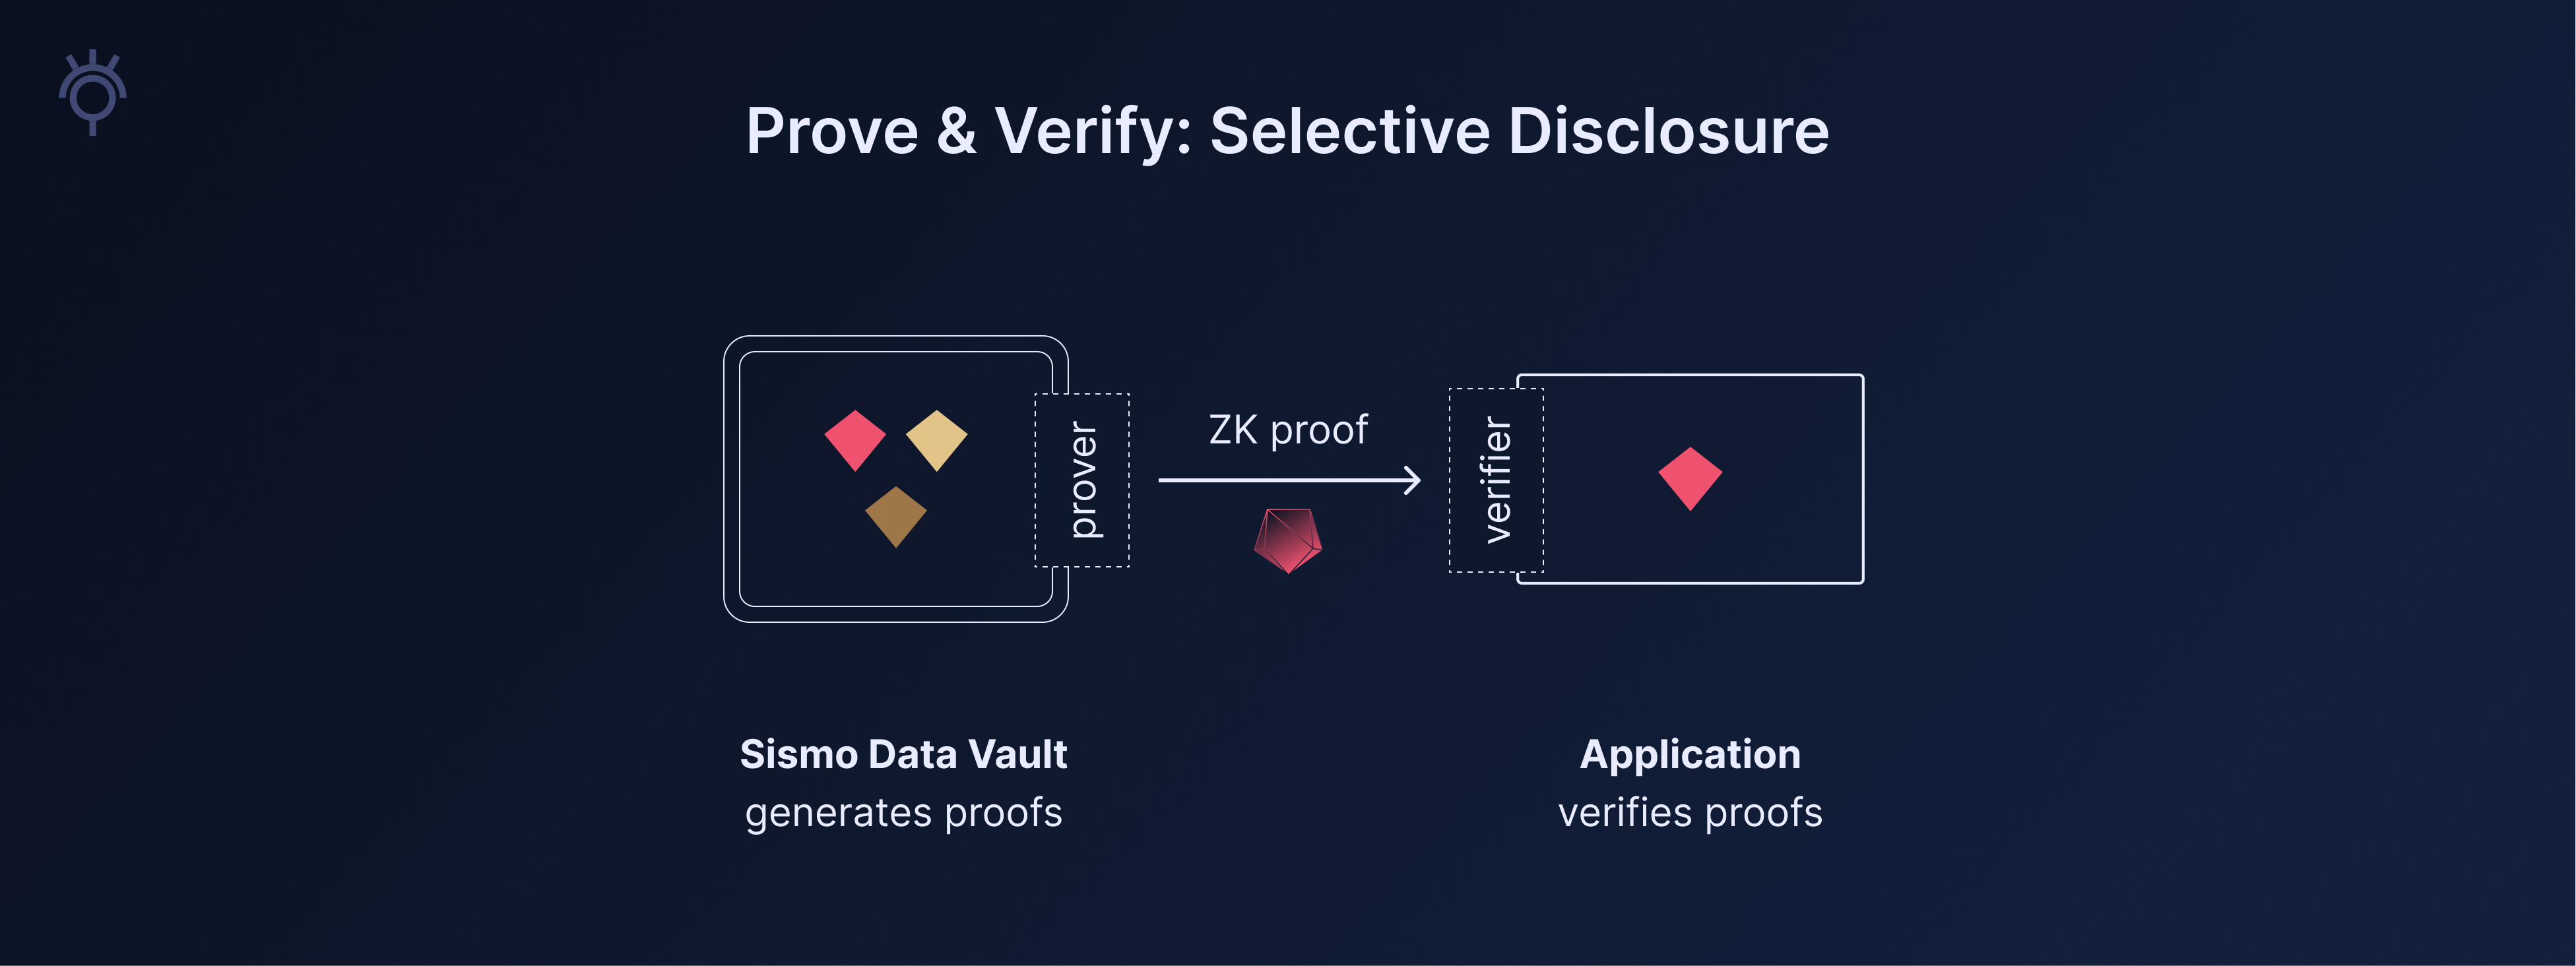 Prove & Verify: Selective Disclosure
prover
ZK proof
verifier
Sismo Data Vault
generates proofs
Application
verifies proofs